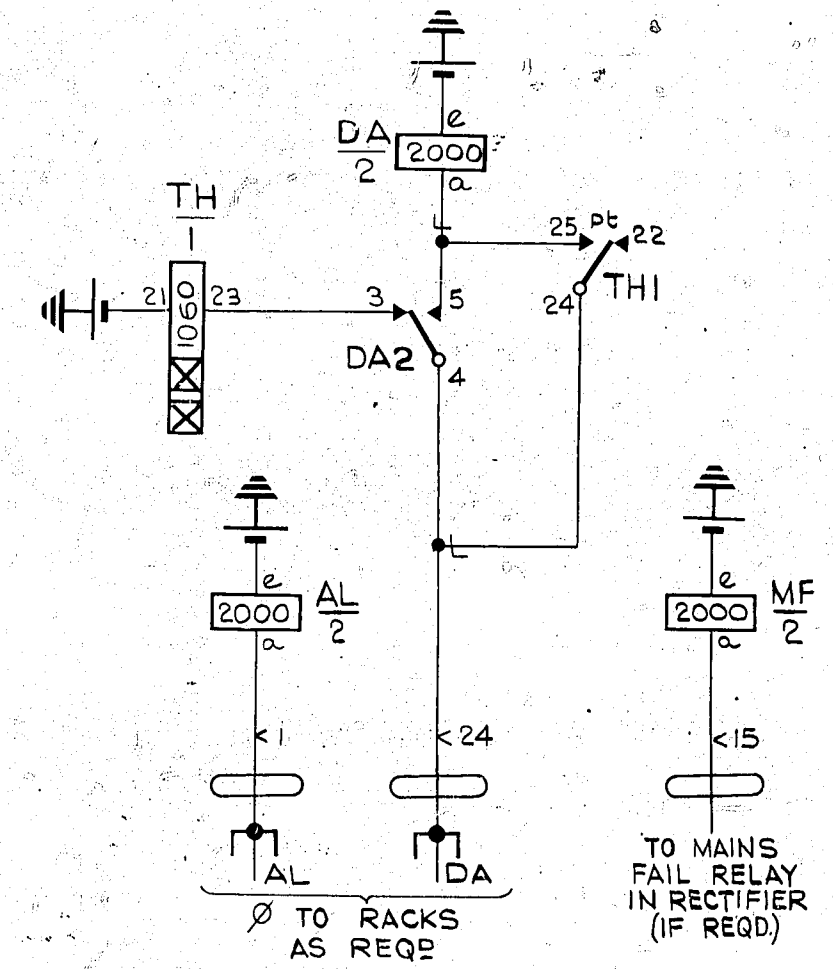 e
DA
2
2000
a
TH
1
25 pt 22
TH1
24
21
1060
23
3
5
DA2
4
e
2000
a
AL
2
e
2000
a
MF
2
<1
<24
<15
AL
DA
Ø TO RACKS
AS REQD
TO MAINS
FAIL RELAY
IN RECTIFIER
(IF REQD.)